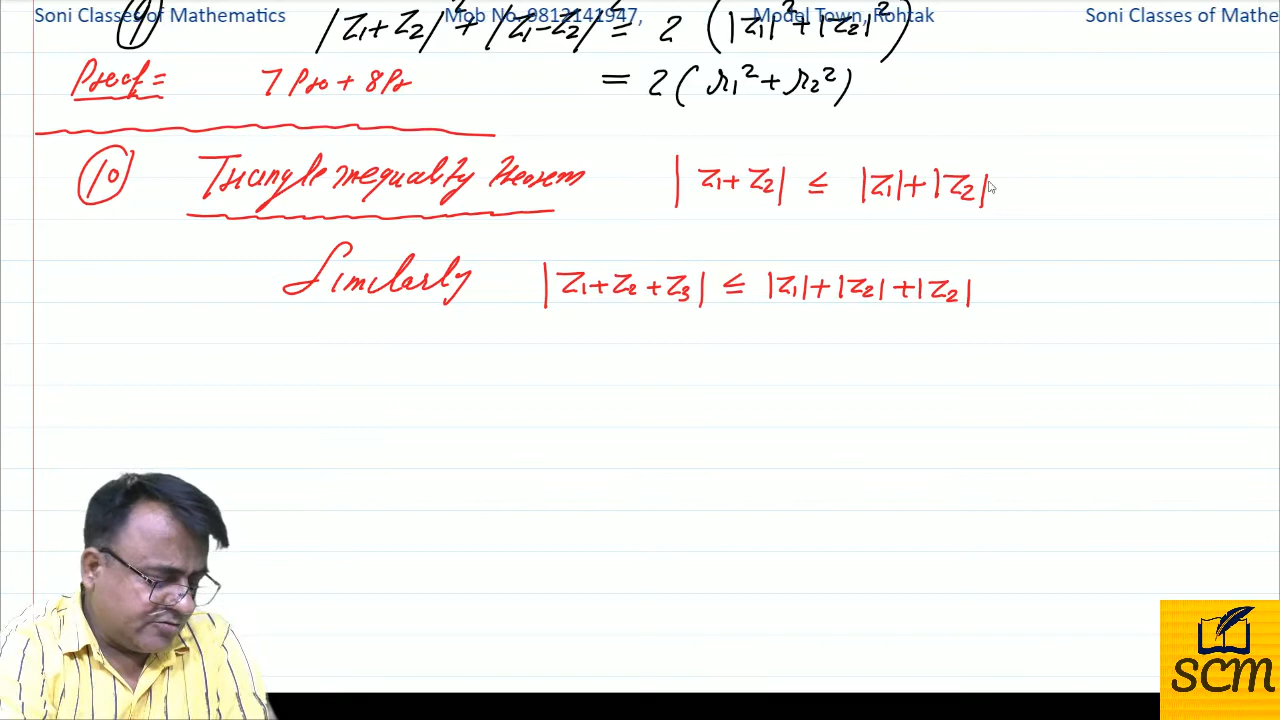 Soni Classes of Mathematics Mob No. 9812141947, Model Town, Rohtak Soni Classes of Mathe
9 |Z1+Z2|² + |Z1-Z2|² = 2 (|Z1|²+|Z2|²)
Proof = 7 Pro + 8 Pr = 2 (r1²+r2²)
10 Triangle inequality theorem |Z1+Z2| ≤ |Z1|+|Z2|
Similarly |Z1+Z2+Z3| ≤ |Z1|+|Z2|+|Z2|
SCM